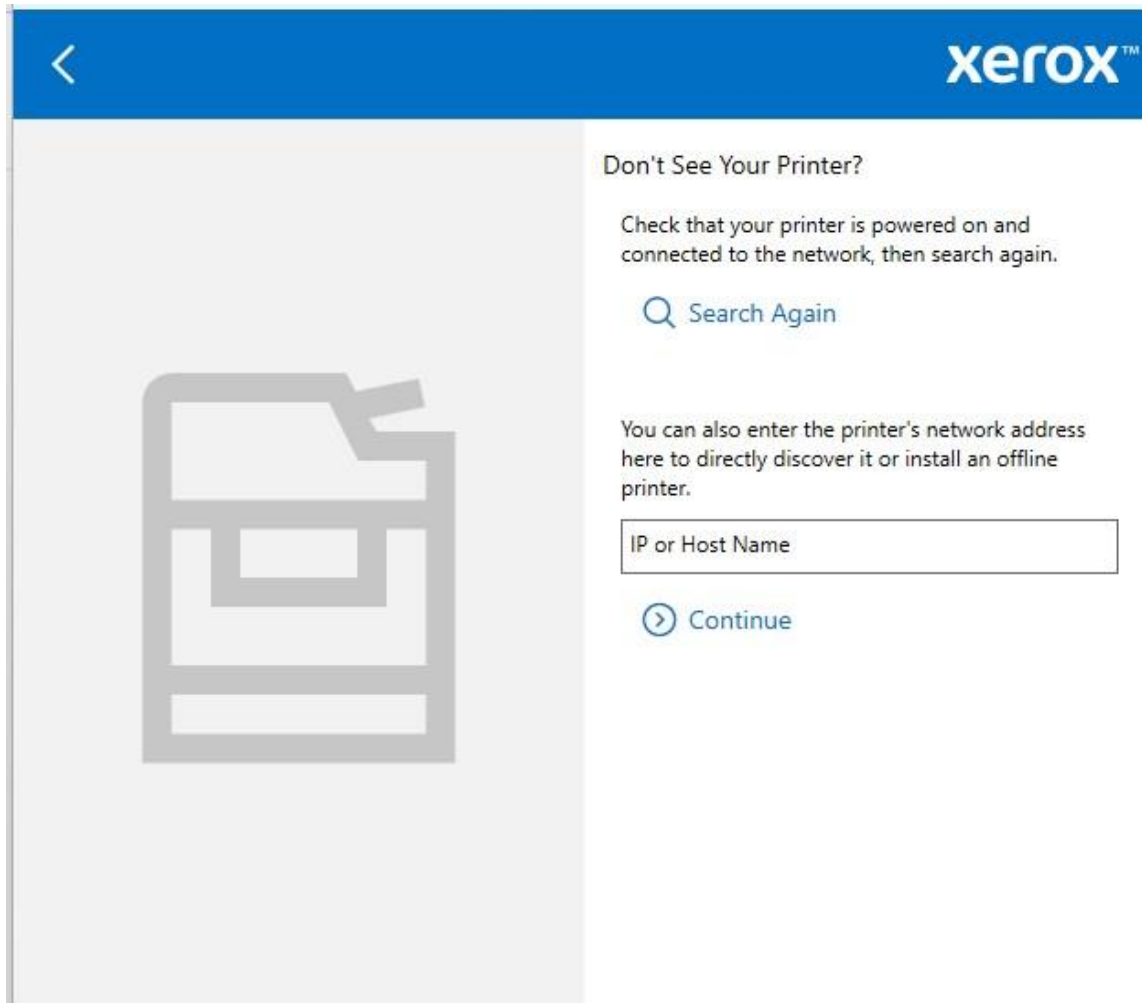 xerox™
Don't See Your Printer?
Check that your printer is powered on and
connected to the network, then search again.
Search Again
You can also enter the printer's network address
here to directly discover it or install an offline
printer.
IP or Host Name
Continue